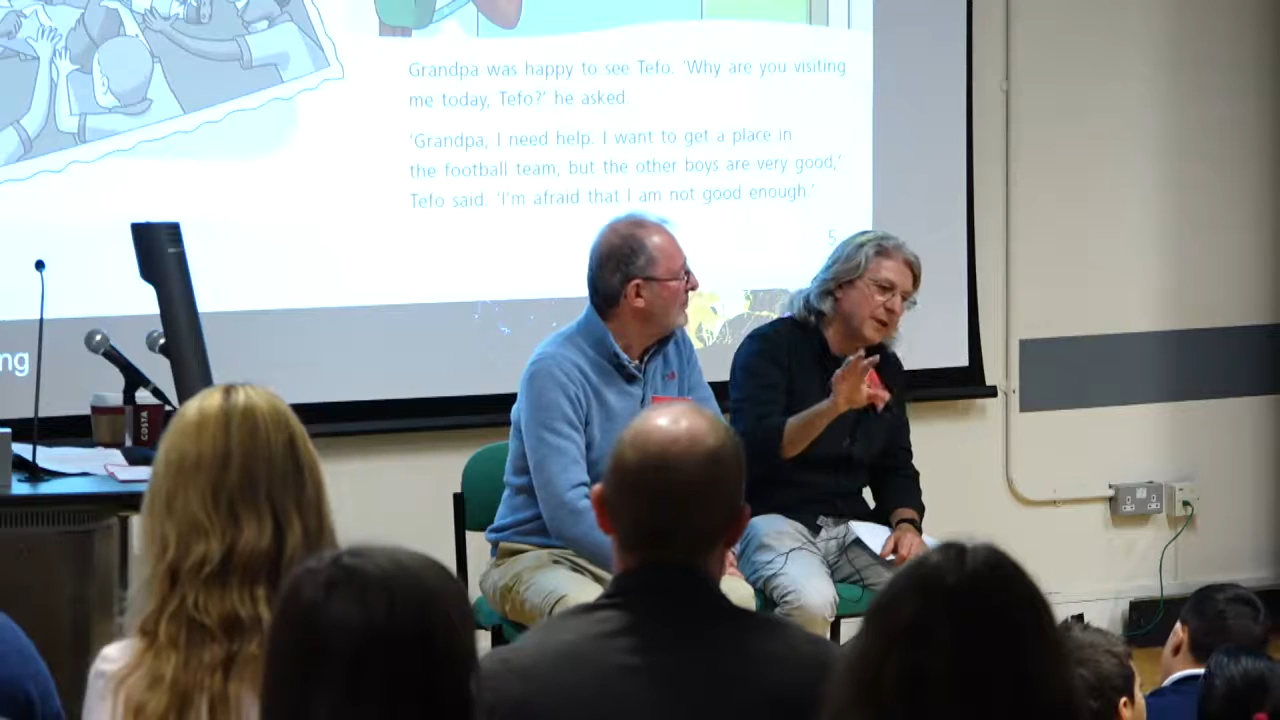 Grandpa was happy to see Tefo. 'Why are you visiting
me today, Tefo?' he asked.
'Grandpa, I need help. I want to get a place in
the football team, but the other boys are very good,'
Tefo said. 'I'm afraid that I am not good enough.'
5
ng
COSTA